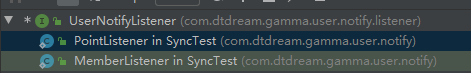 * UserNotifyListener (com.dtdream.gamma.user.notify.listener)
PointListener in SyncTest (com.dtdream.gamma.user.notify)
MemberListener in SyncTest (com.dtdream.gamma.user.notify)